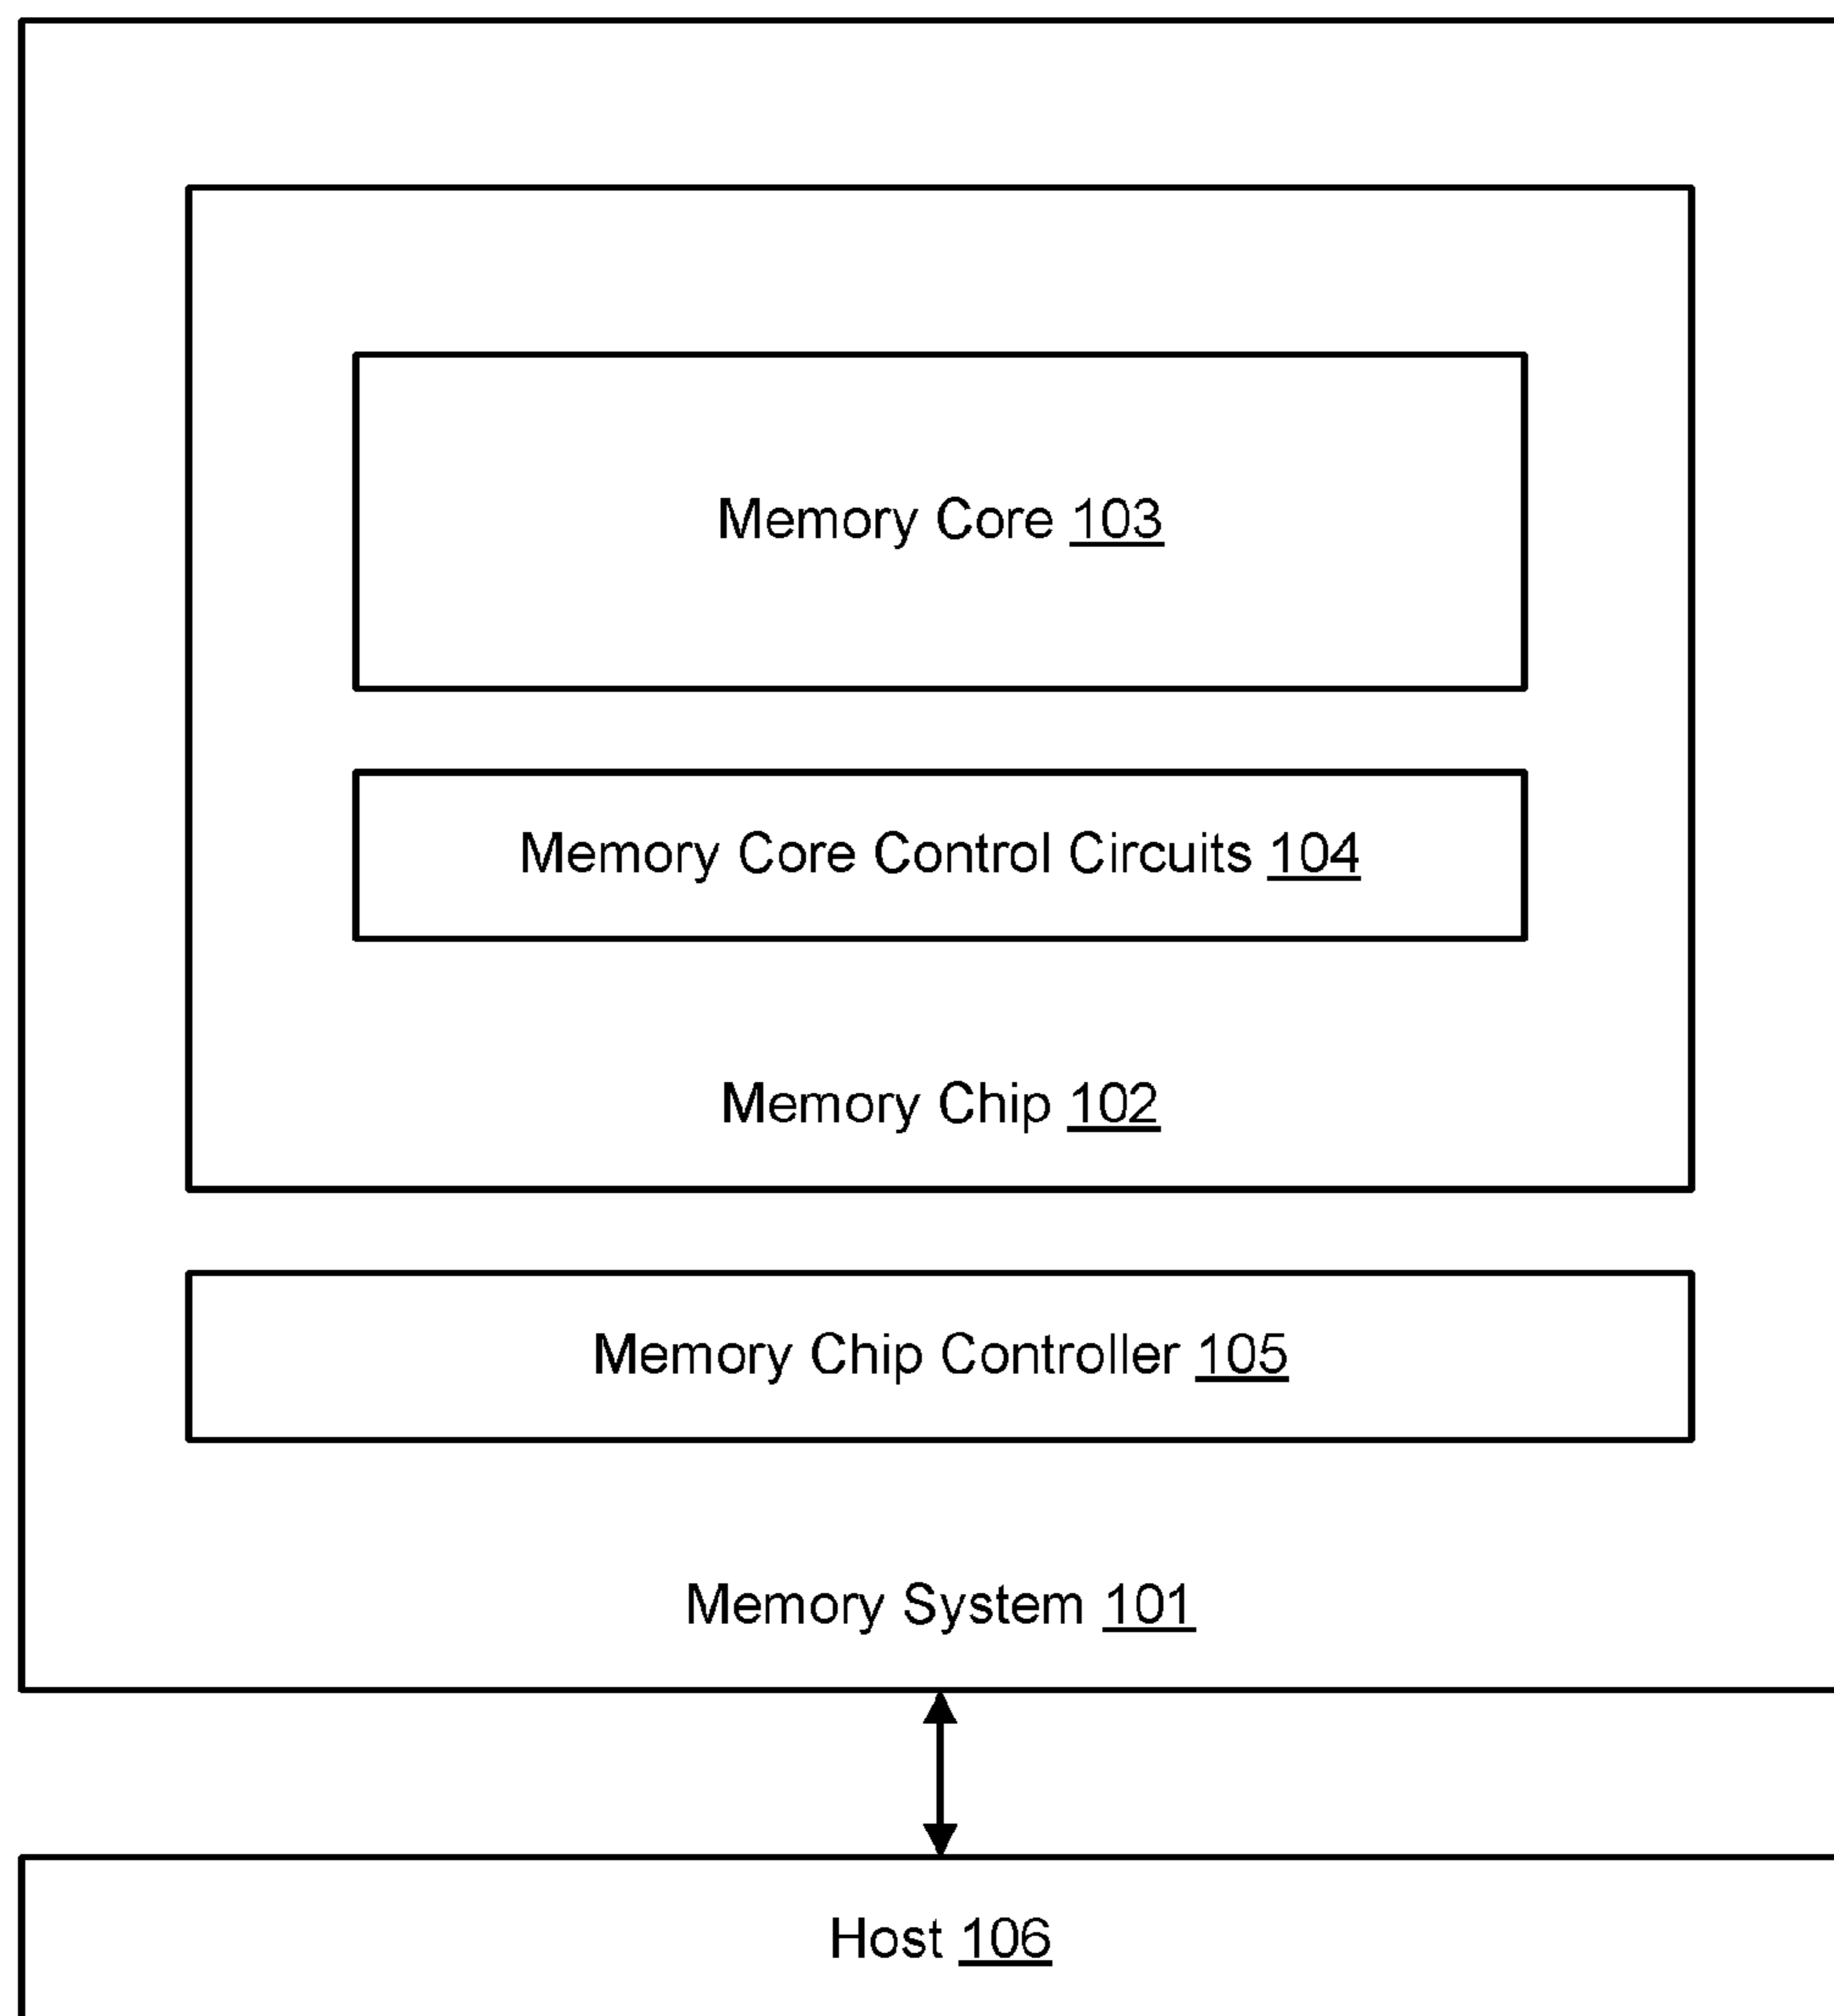 Memory Core 103
Memory Core Control Circuits 104
Memory Chip 102
Memory Chip Controller 105
Memory System 101
Host 106